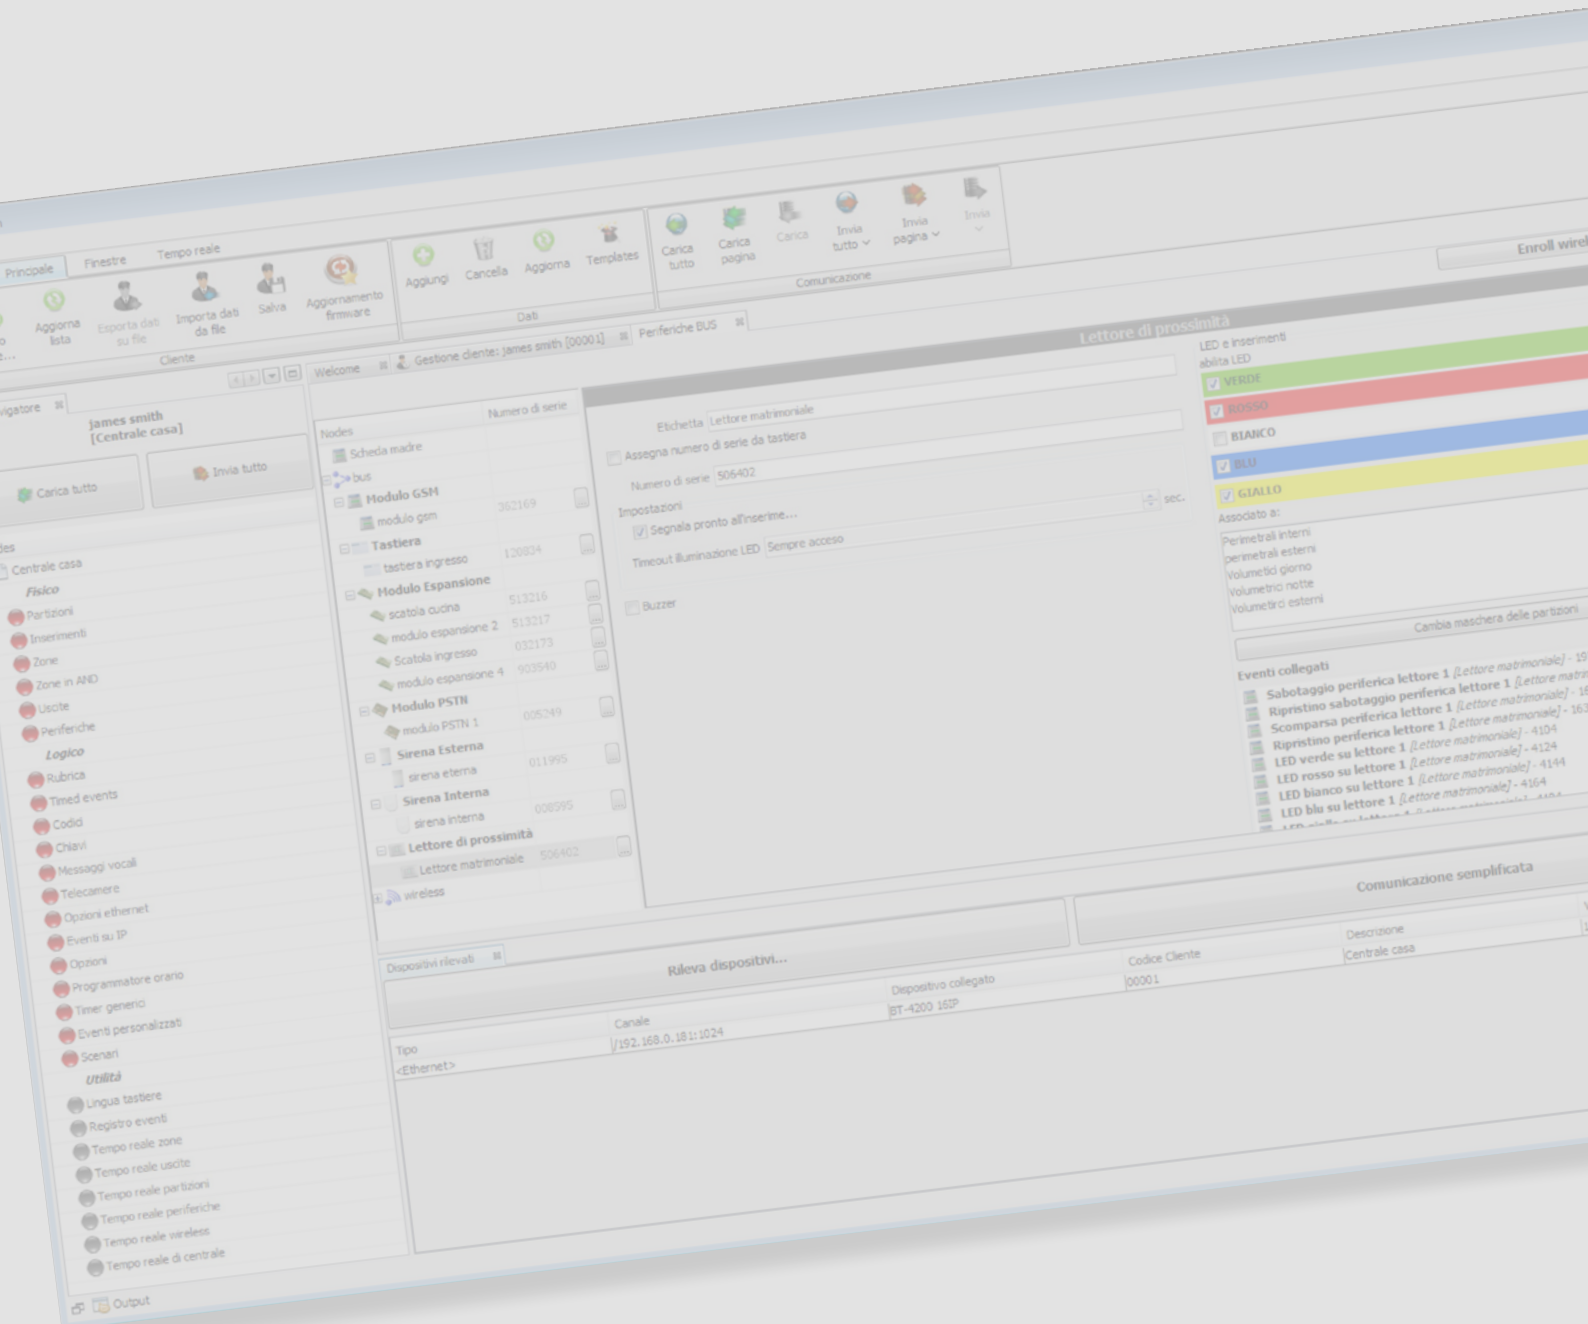 Principale
Finestre
Tempo reale
Aggiorna
lista
Esporta dati
su file
Importa dati
da file
Salva
Aggiornamento
firmware
Cliente
Aggiungi
Cancella
Aggiorna
Templates
Dati
Carica
tutto
Carica
pagina
Carica
Invia
tutto
Invia
pagina
Invia
Comunicazione
james smith
[Centrale casa]
Carica tutto
Invia tutto
Centrale casa
Fisico
Partizioni
Inserimenti
Zone
Zone in AND
Uscite
Periferiche
Logico
Rubrica
Timed events
Codici
Chiavi
Messaggi vocali
Telecamere
Opzioni ethernet
Eventi su IP
Opzioni
Programmatore orario
Timer generici
Eventi personalizzati
Scenari
Utilità
Lingua tastiere
Registro eventi
Tempo reale zone
Tempo reale uscite
Tempo reale partizioni
Tempo reale periferiche
Tempo reale wireless
Tempo reale di centrale
Output
Welcome
Gestione cliente: james smith [00001]
Periferiche BUS
Nodes
Numero di serie
Scheda madre
bus
Modulo GSM
modulo gsm 362169
Tastiera
tastiera ingresso 120834
Modulo Espansione
scatola cucina 513216
modulo espansione 2 513217
Scatola ingresso 032173
modulo espansione 4 903540
Modulo PSTN
modulo PSTN 1 005249
Sirena Esterna
sirena eterna 011995
Sirena Interna
sirena interna 008595
Lettore di prossimità
Lettore matrimoniale 506402
wireless
Lettore di prossimità
Etichetta Lettore matrimoniale
Assegna numero di serie da tastiera
Numero di serie 506402
Impostazioni
Segnala pronto all'inserime...
Timeout illuminazione LED Sempre acceso sec.
Buzzer
Enroll
LED e inserimenti
abilita LED
VERDE
ROSSO
BIANCO
BLU
GIALLO
Associato a:
Perimetrali interni
perimetrali esterni
Volumetici giorno
Volumetrici notte
Volumetirci esterni
Cambia maschera delle partizioni
Eventi collegati
Sabotaggio periferica lettore 1 [Lettore matrimoniale] - 
Ripristino sabotaggio periferica lettore 1 [Lettore
Scomparsa periferica lettore 1 [Lettore matrimoniale] - 
Ripristino periferica lettore 1 [Lettore matrimoniale] - 
LED verde su lettore 1 [Lettore matrimoniale] - 4104
LED rosso su lettore 1 [Lettore matrimoniale] - 4124
LED bianco su lettore 1 [Lettore matrimoniale] - 4144
LED blu su lettore 1 [Lettore matrimoniale] - 4164
Dispositivi rilevati
Rileva dispositivi...
Comunicazione semplificata
Tipo
Canale
Dispositivo collegato
Codice Cliente
Descrizione
<Ethernet>
/192.168.0.181:1024
BT-4200 16IP
00001
Centrale casa